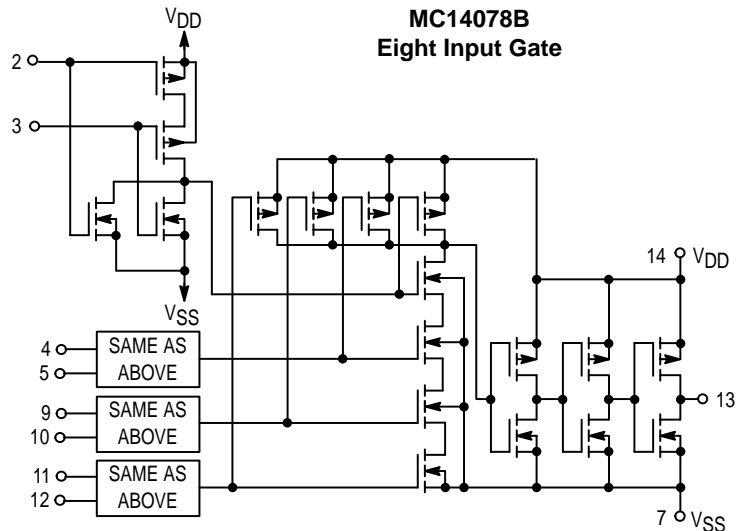 MC14078B
Eight Input Gate
VDD
2
3
VSS
14
VDD
4
5
SAME AS
ABOVE
13
9
10
SAME AS
ABOVE
11
12
SAME AS
ABOVE
7
VSS